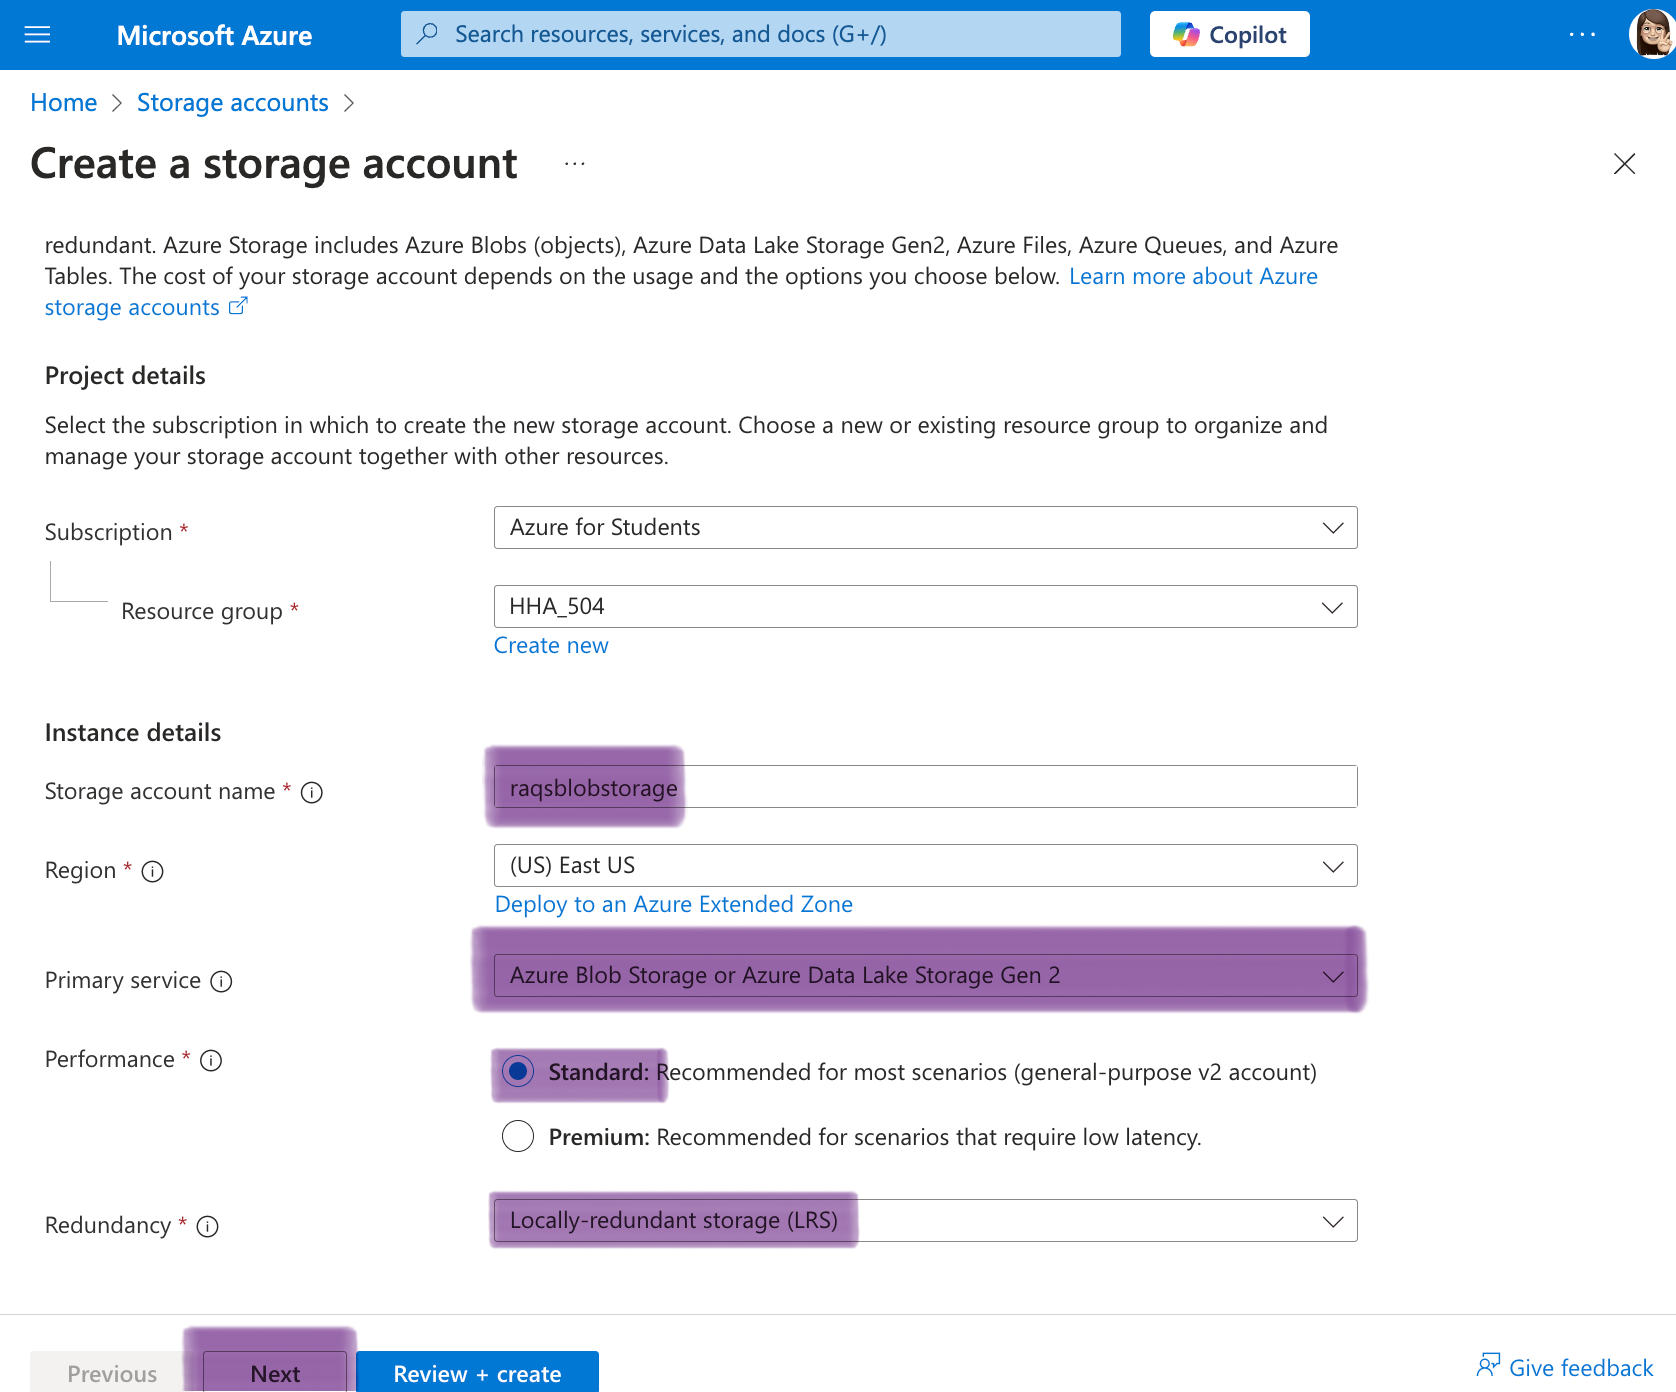 Microsoft Azure
Search resources, services, and docs (G+/)
Copilot
Home > Storage accounts >
Create a storage account ...
redundant. Azure Storage includes Azure Blobs (objects), Azure Data Lake Storage Gen2, Azure Files, Azure Queues, and Azure
Tables. The cost of your storage account depends on the usage and the options you choose below. Learn more about Azure
storage accounts
Project details
Select the subscription in which to create the new storage account. Choose a new or existing resource group to organize and
manage your storage account together with other resources.
Subscription *
Azure for Students
Resource group *
HHA_504
Create new
Instance details
Storage account name *
raqsblobstorage
Region *
(US) East US
Deploy to an Azure Extended Zone
Primary service
Azure Blob Storage or Azure Data Lake Storage Gen 2
Performance *
Standard: Recommended for most scenarios (general-purpose v2 account)
Premium: Recommended for scenarios that require low latency.
Redundancy *
Locally-redundant storage (LRS)
Previous
Next
Review + create
Give feedback